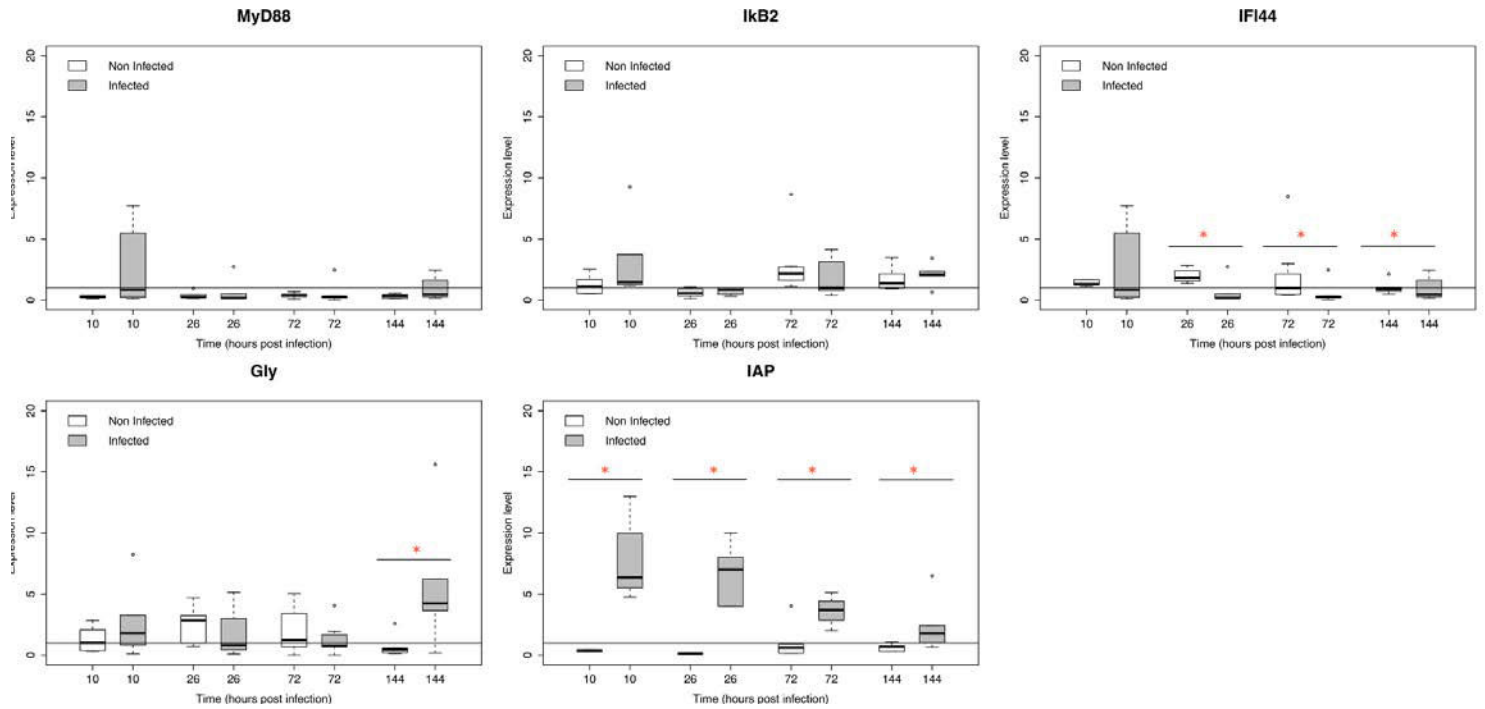 MyD88
IkB2
IFI44
20
15
10
5
0
Expression level
Non Infected
Infected
10 10 26 26 72 72 144 144
Time (hours post infection)
20
15
10
5
0
Expression level
Non Infected
Infected
10 10 26 26 72 72 144 144
Time (hours post infection)
20
15
10
5
0
Expression level
Non Infected
Infected
* * *
10 10 26 26 72 72 144 144
Time (hours post infection)
Gly
IAP
20
15
10
5
0
Expression level
Non Infected
Infected
*
10 10 26 26 72 72 144 144
Time (hours post infection)
20
15
10
5
0
Expression level
Non Infected
Infected
* * * *
10 10 26 26 72 72 144 144
Time (hours post infection)